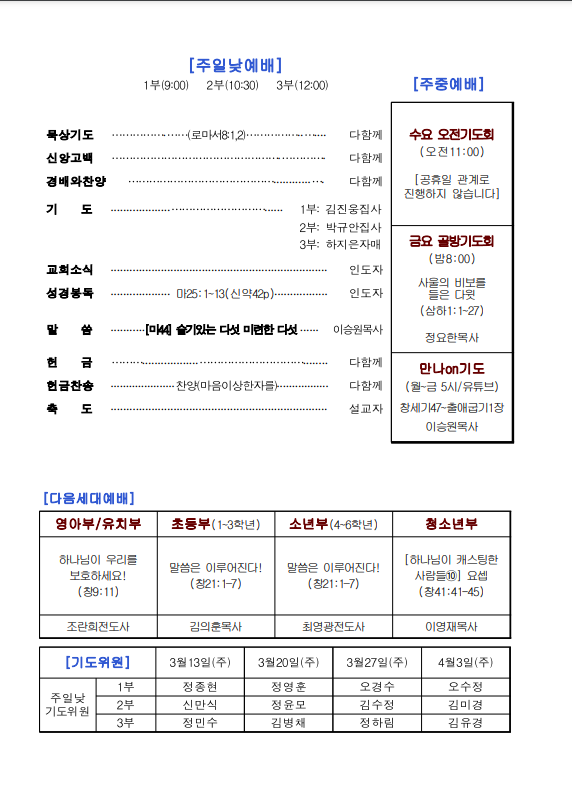 [주일낮예배]
1부(9:00) 2부(10:30) 3부(12:00)
묵상기도 ·····················(로마서8:1,2)····················· 다함께
신앙고백 ····························································· 다함께
경배와찬양 ····················································· 다함께
기 도 ················································ 1부: 김진웅집사
2부: 박규안집사
3부: 하지은자매
교회소식 ····························································· 인도자
성경봉독 ················· 마25:1~13(신약42p)··············· 인도자
말 씀 ··········[마44] 슬기있는 다섯 미련한 다섯 ····· 이승원목사
헌 금 ····························································· 다함께
헌금찬송 ·················· 찬양(마음이상한자를)·············· 다함께
축 도 ····························································· 설교자
[주중예배]
수요 오전기도회
(오전11:00)
[공휴일 관계로
진행하지 않습니다]
금요 골방기도회
(밤8:00)
사울의 비보를
들은 다윗
(삼하1:1~27)
정요한목사
만나on기도
(월~금 5시/유튜브)
창세기47~출애굽기1장
이승원목사
[다음세대예배]
영아부/유치부 초등부(1~3학년) 소년부(4~6학년) 청소년부
하나님이 우리를
보호하세요!
(창9:11)
말씀은 이루어진다!
(창21:1-7)
말씀은 이루어진다!
(창21:1-7)
[하나님이 캐스팅한
사람들⑩] 요셉
(창41:41-45)
조란희전도사 김의훈목사 최영광전도사 이영재목사
[기도위원] 3월13일(주) 3월20일(주) 3월27일(주) 4월3일(주)
주일낮
기도위원
1부 정종현 정영훈 오경수 오수정
2부 신만식 정윤모 김수정 김미경
3부 정민수 김병채 정하림 김유경